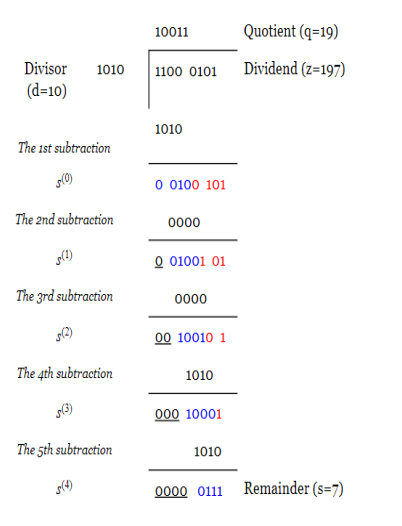 10011 Quotient (q=19)
Divisor 1010 1100 0101 Dividend (z=197)
(d=10)
1010
The 1st subtraction
s(0) 0 0100 101
The 2nd subtraction 0000
s(1) 0 01001 01
The 3rd subtraction 0000
s(2) 00 10010 1
The 4th subtraction 1010
s(3) 000 10001
The 5th subtraction 1010
s(4) 0000 0111 Remainder (s=7)